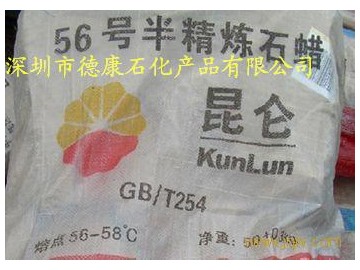 56号半精炼石蜡
深圳市德康石化产品有限公司
昆仑
KunLun
GB/T254
熔点56-58℃
净重: